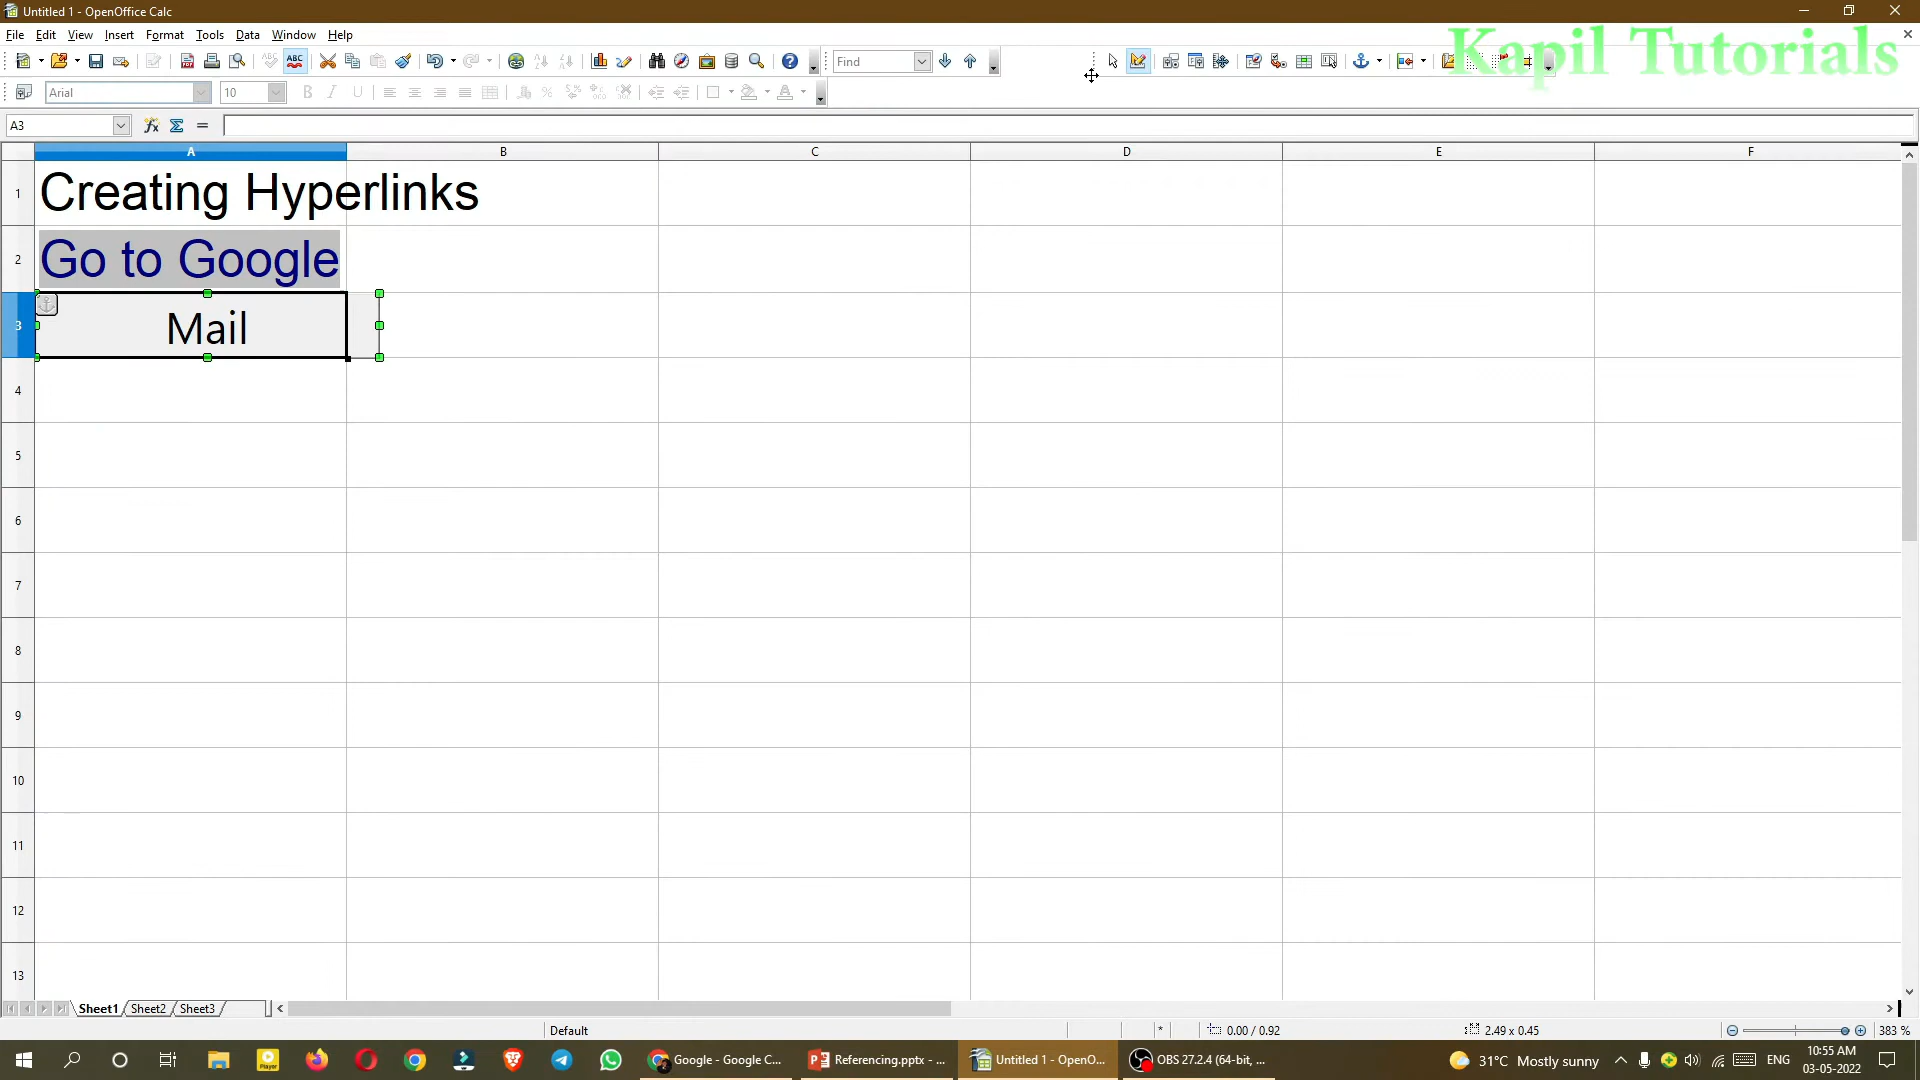 Untitled 1 - OpenOffice Calc
File Edit View Insert Format Tools Data Window Help
Kapil Tutorials
ABC Find
Arial 10
A3
A B C D E F
1 Creating Hyperlinks
2 Go to Google
3 Mail
4
5
6
7
8
9
10
11
12
13
Sheet1 Sheet2 Sheet3
Default * 0.00 / 0.92 2.49 x 0.45 383 %
Google - Google C... Referencing.pptx - ... Untitled 1 - OpenO... OBS 27.2.4 (64-bit, ... 31°C Mostly sunny ENG 10:55 AM
03-05-2022